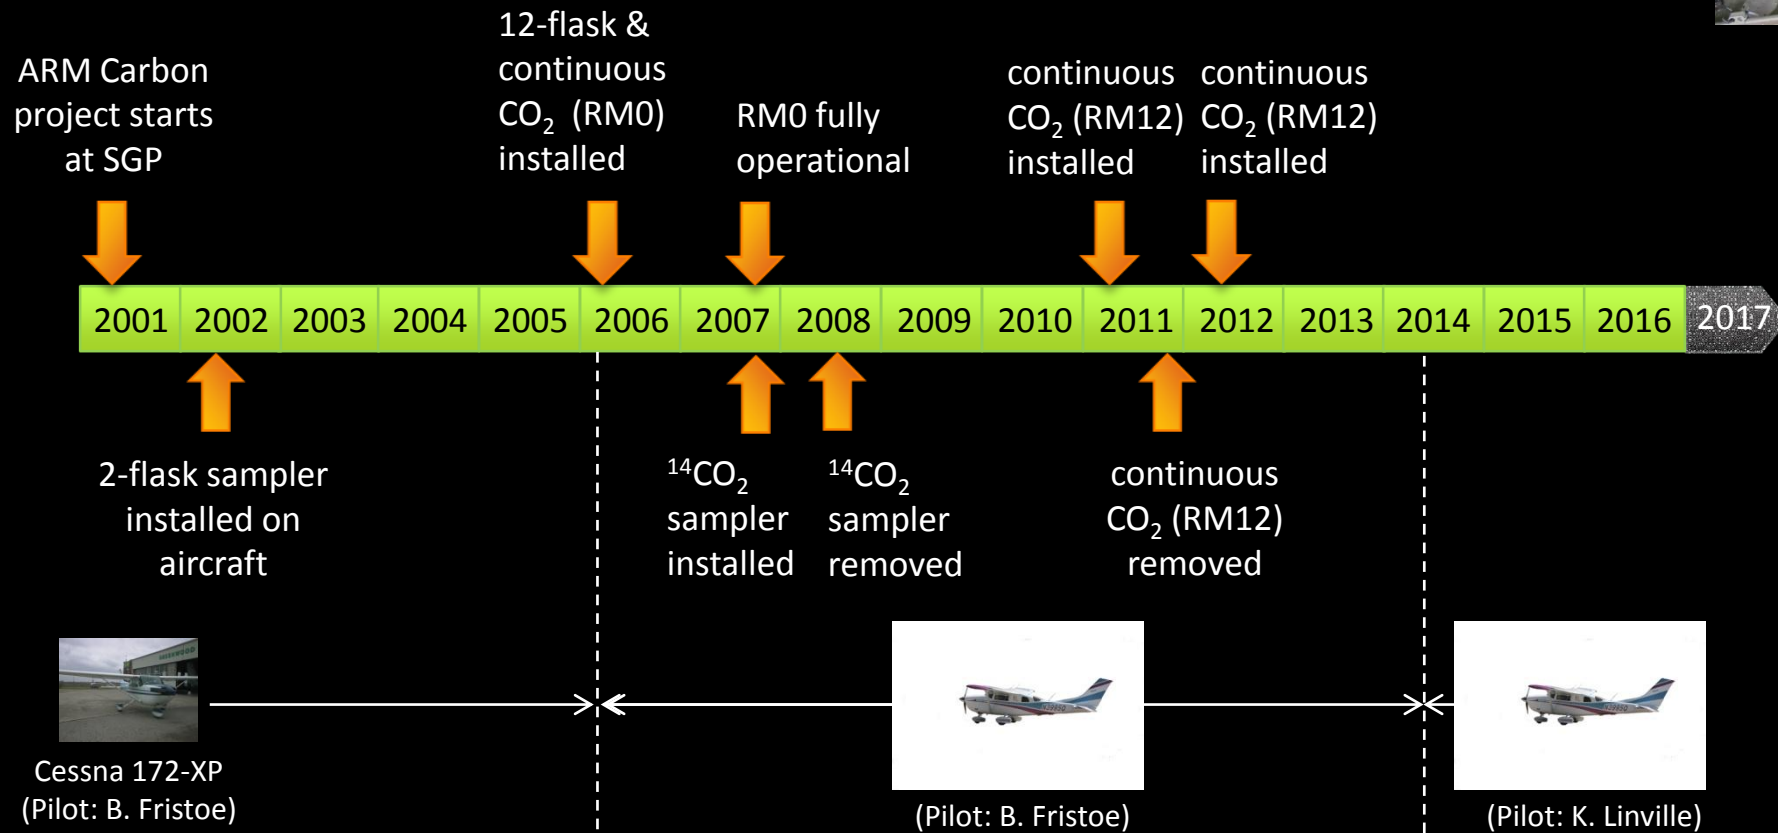 ARM Carbon
project starts
at SGP
12-flask &
continuous
CO₂ (RM0)
installed
RM0 fully
operational
continuous
CO₂ (RM12)
installed
continuous
CO₂ (RM12)
installed
2001 2002 2003 2004 2005 2006 2007 2008 2009 2010 2011 2012 2013 2014 2015 2016 2017
2-flask sampler
installed on
aircraft
¹⁴CO₂
sampler
installed
¹⁴CO₂
sampler
removed
continuous
CO₂ (RM12)
removed
GREENWOOD
Cessna 172-XP
(Pilot: B. Fristoe)
(Pilot: B. Fristoe)
(Pilot: K. Linville)